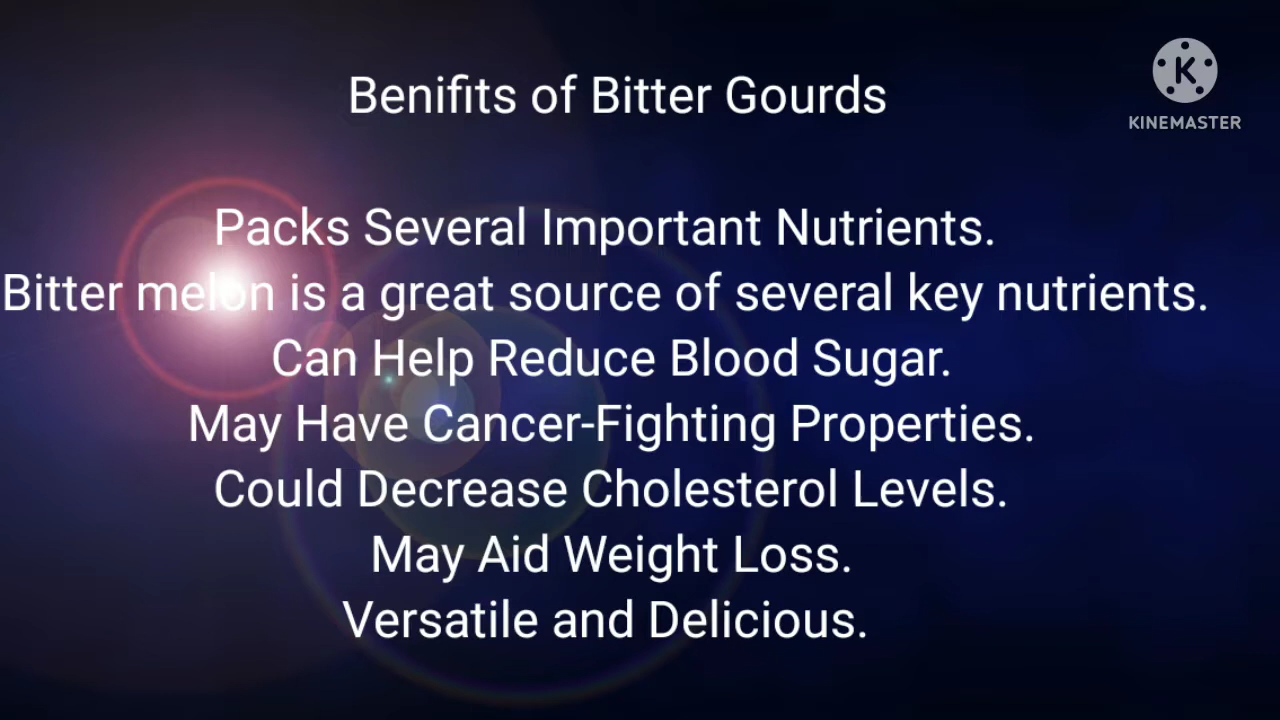 Benifits of Bitter Gourds
KINEMASTER
Packs Several Important Nutrients.
Bitter melon is a great source of several key nutrients.
Can Help Reduce Blood Sugar.
May Have Cancer-Fighting Properties.
Could Decrease Cholesterol Levels.
May Aid Weight Loss.
Versatile and Delicious.